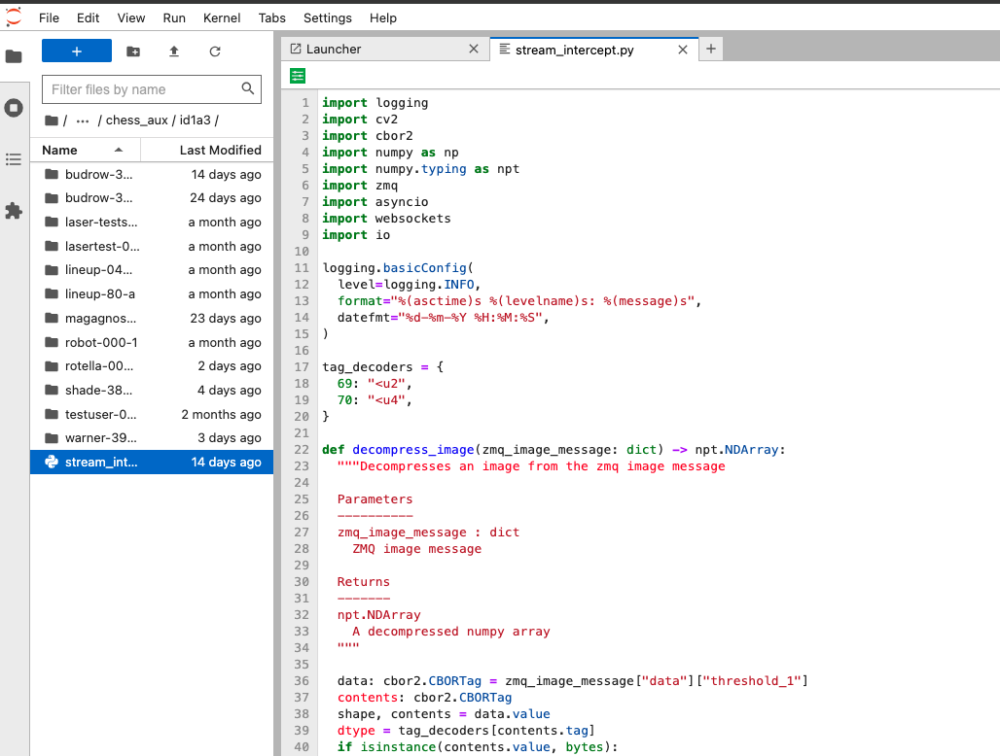 File Edit View Run Kernel Tabs Settings Help
+
Launcher
stream_intercept.py
+
Filter files by name
/ ... / chess_aux / id1a3 /
Name Last Modified
budrow-3... 14 days ago
budrow-3... 24 days ago
laser-tests... a month ago
lasertest-0... a month ago
lineup-04... a month ago
lineup-80-a a month ago
magagnos... 23 days ago
robot-000-1 a month ago
rotella-00... 2 days ago
shade-38... 4 days ago
testuser-0... 2 months ago
warner-39... 3 days ago
stream_int... 14 days ago
1 import logging
2 import cv2
3 import cbor2
4 import numpy as np
5 import numpy.typing as npt
6 import zmq
7 import asyncio
8 import websockets
9 import io
10
11 logging.basicConfig(
12   level=logging.INFO,
13   format="%(asctime)s %(levelname)s: %(message)s",
14   datefmt="%d-%m-%Y %H:%M:%S",
15 )
16
17 tag_decoders = {
18   69: "<u2",
19   70: "<u4",
20 }
21
22 def decompress_image(zmq_image_message: dict) -> npt.NDArray:
23   """Decompresses an image from the zmq image message
24
25   Parameters
26   ----------
27   zmq_image_message : dict
28     ZMQ image message
29
30   Returns
31   -------
32   npt.NDArray
33     A decompressed numpy array
34   """
35
36   data: cbor2.CBORTag = zmq_image_message["data"]["threshold_1"]
37   contents: cbor2.CBORTag
38   shape, contents = data.value
39   dtype = tag_decoders[contents.tag]
40   if isinstance(contents.value, bytes):